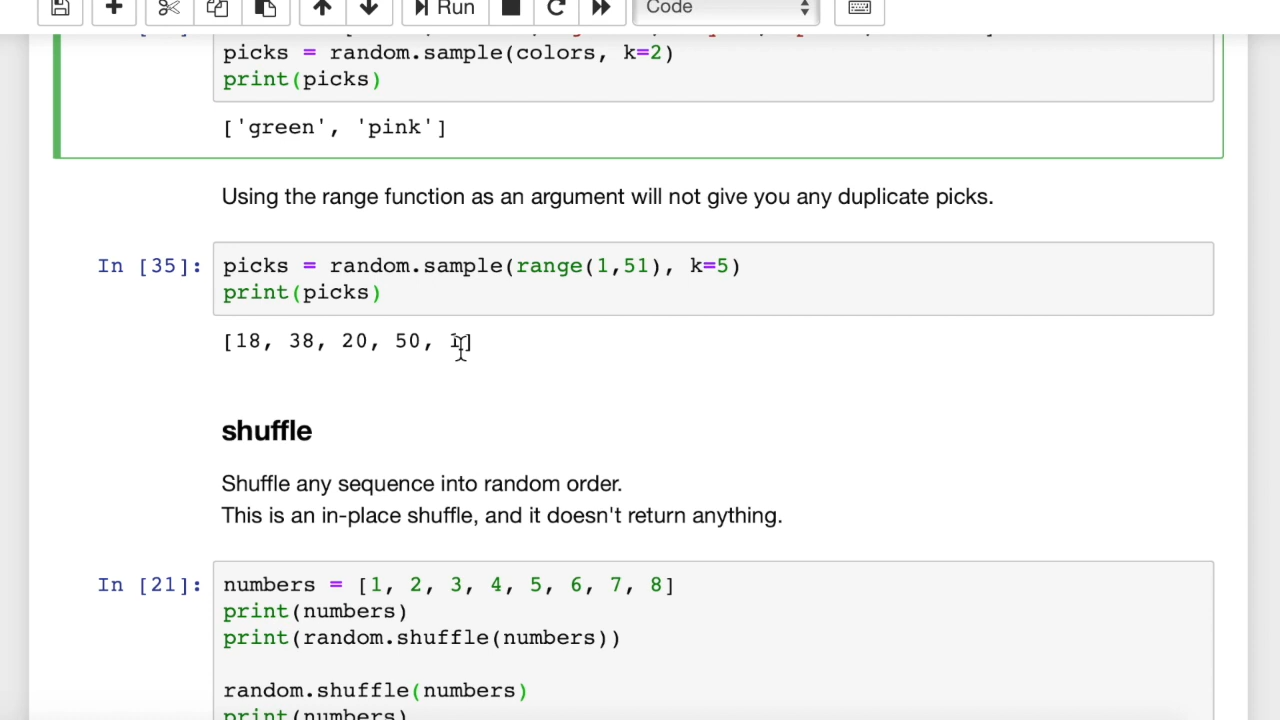 Run
Code
picks = random.sample(colors, k=2)
print(picks)
['green', 'pink']
Using the range function as an argument will not give you any duplicate picks.
In [35]:
picks = random.sample(range(1,51), k=5)
print(picks)
[18, 38, 20, 50, 1]
shuffle
Shuffle any sequence into random order.
This is an in-place shuffle, and it doesn't return anything.
In [21]:
numbers = [1, 2, 3, 4, 5, 6, 7, 8]
print(numbers)
print(random.shuffle(numbers))
random.shuffle(numbers)
print(numbers)